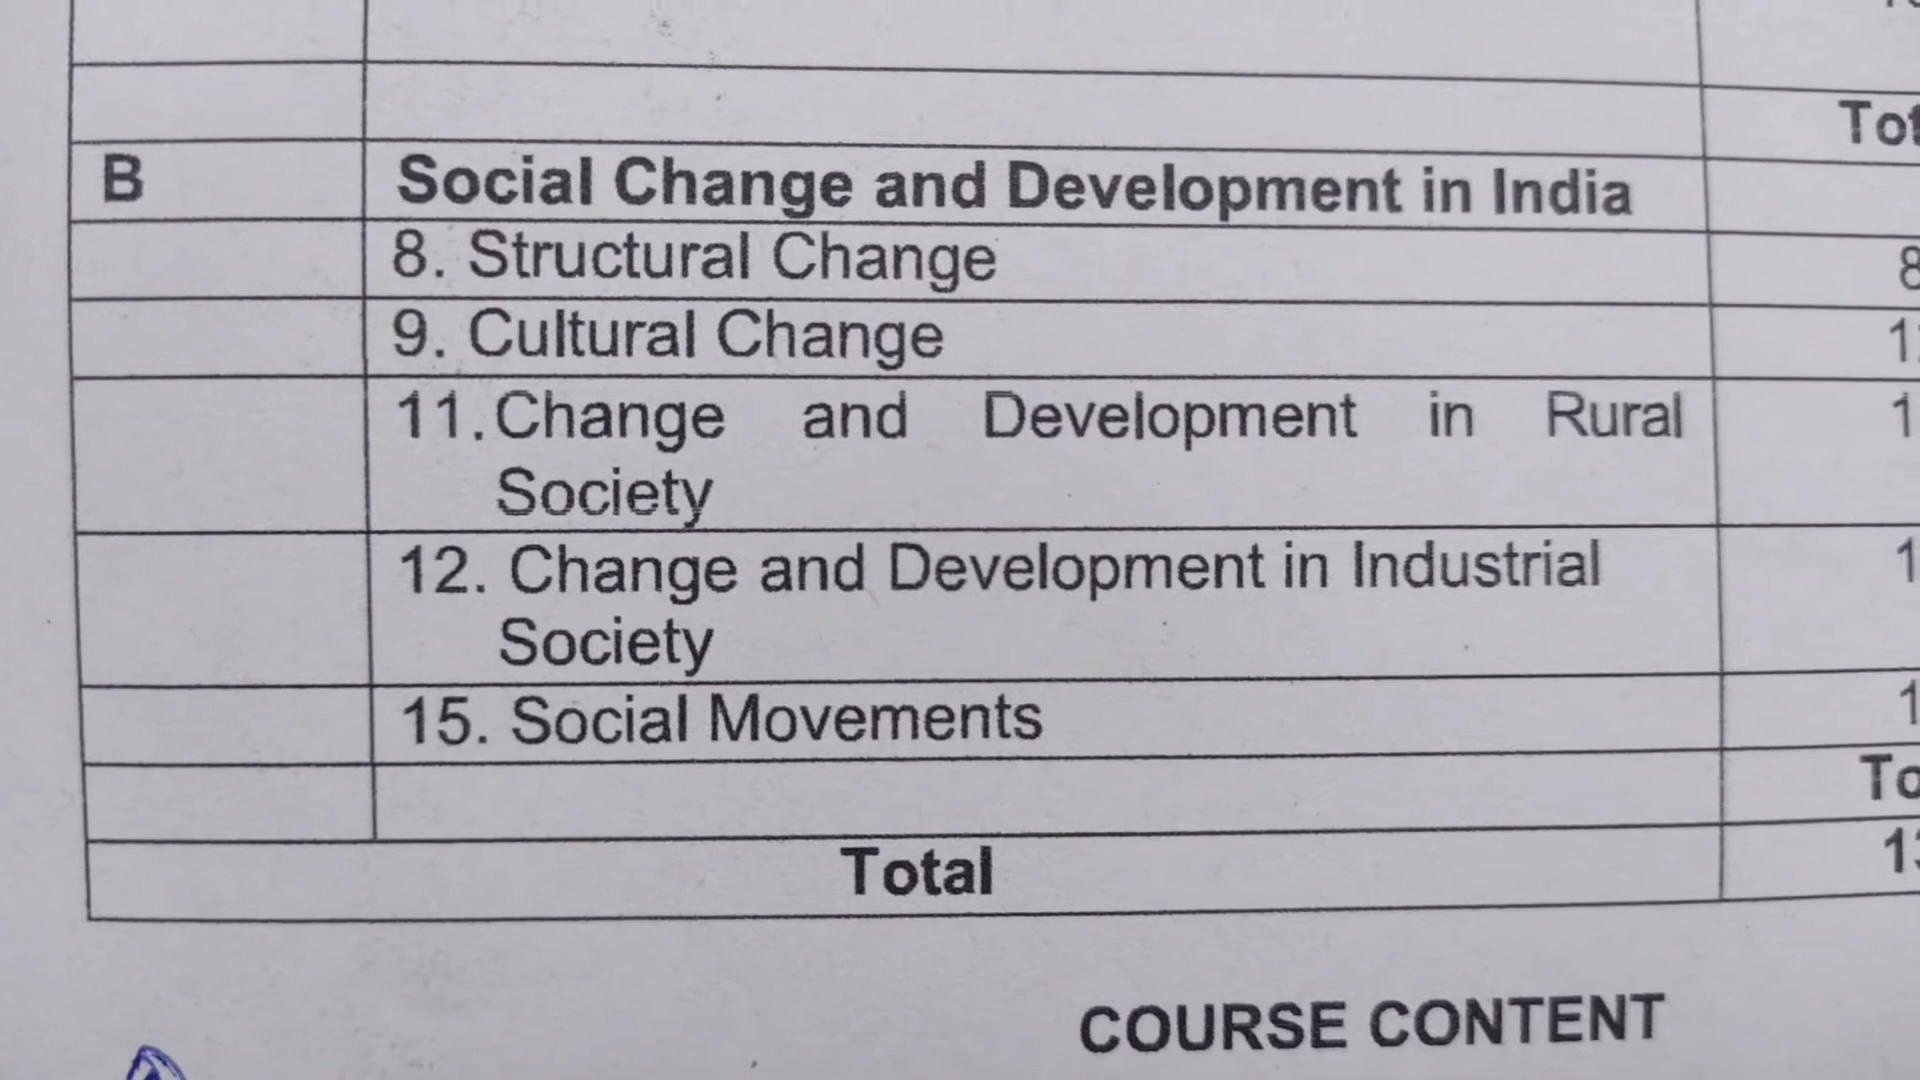 B Social Change and Development in India
8. Structural Change 8
9. Cultural Change
11. Change and Development in Rural
Society
12. Change and Development in Industrial
Society
15. Social Movements
Total
COURSE CONTENT